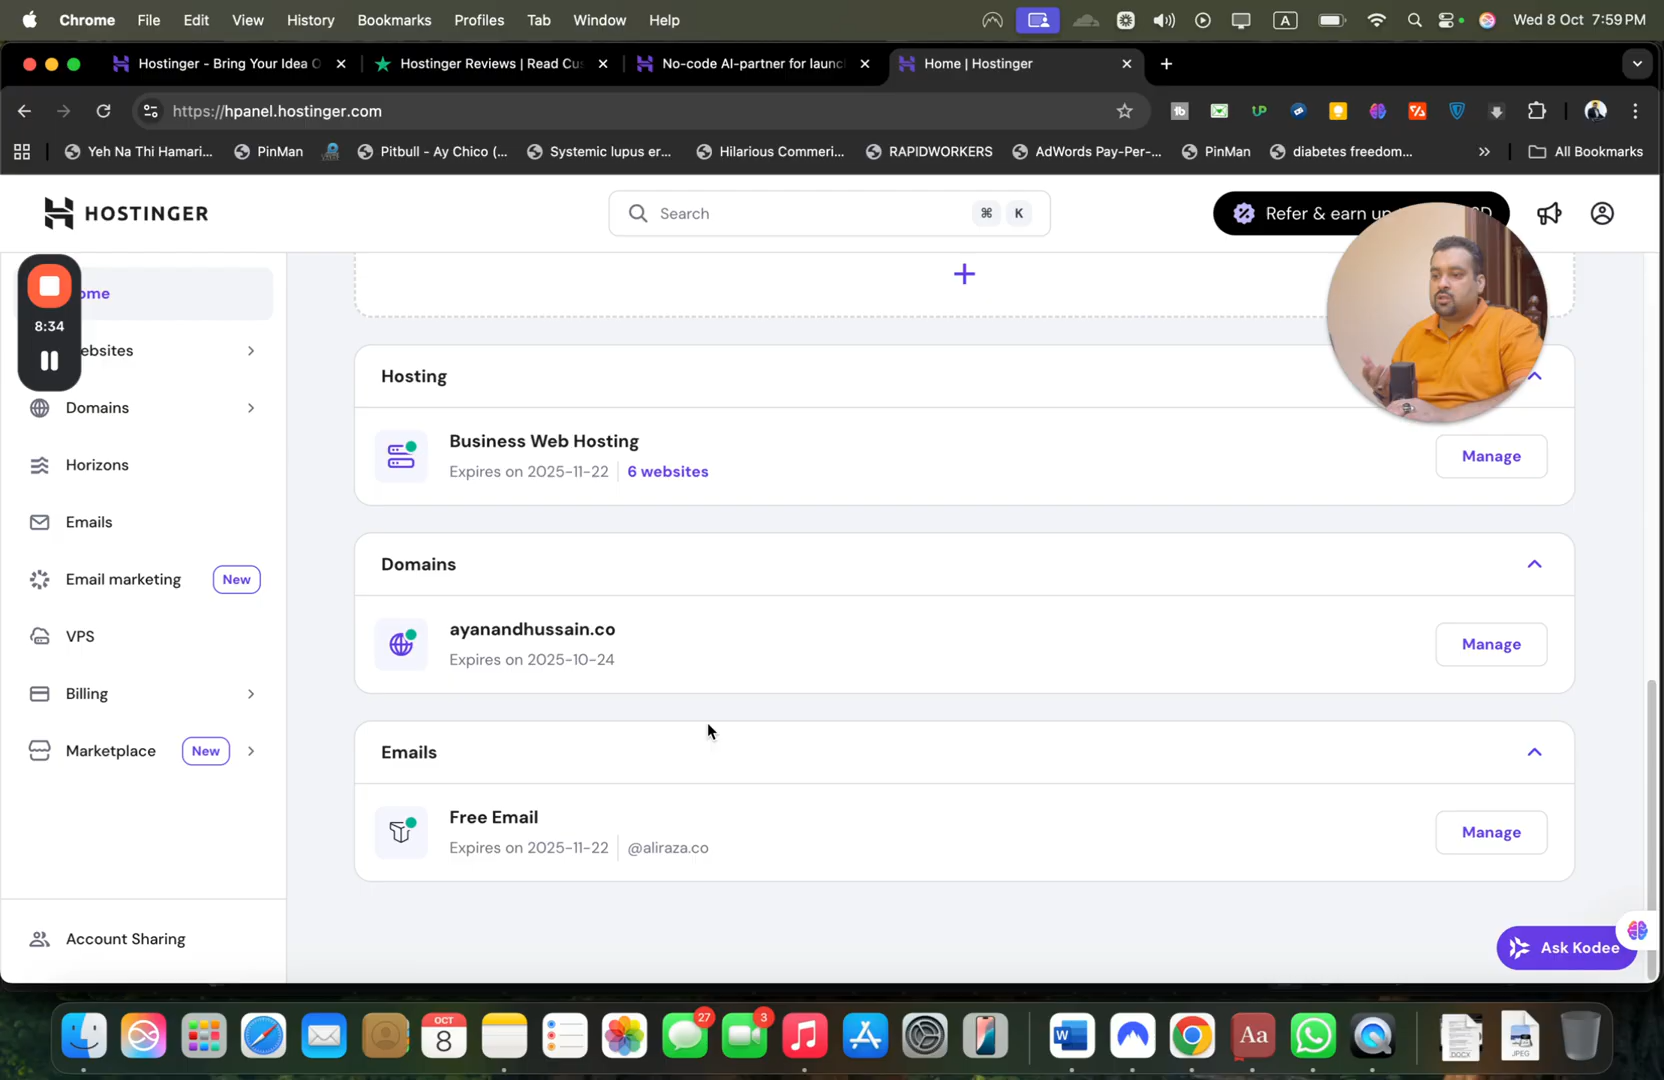 Chrome File Edit View History Bookmarks Profiles Tab Window Help A Wed 8 Oct 7:59 PM
Hostinger - Bring Your Idea O Hostinger Reviews | Read Cus No-code AI-partner for launc Home | Hostinger
https://hpanel.hostinger.com
Yeh Na Thi Hamari... PinMan Pitbull - Ay Chico (... Systemic lupus er... Hilarious Commeri... RAPIDWORKERS AdWords Pay-Per-... PinMan diabetes freedom... All Bookmarks
HOSTINGER Search ⌘ K Refer & earn up
ome
8:34
ebsites
Domains
Horizons
Emails
Email marketing New
VPS
Billing
Marketplace New
Account Sharing
Hosting
Business Web Hosting
Expires on 2025-11-22 6 websites
Manage
Domains
ayanandhussain.co
Expires on 2025-10-24
Manage
Emails
Free Email
Expires on 2025-11-22 @aliraza.co
Manage
Ask Kodee
OCT
8
27
3
W
Aa
DOCX
JPEG